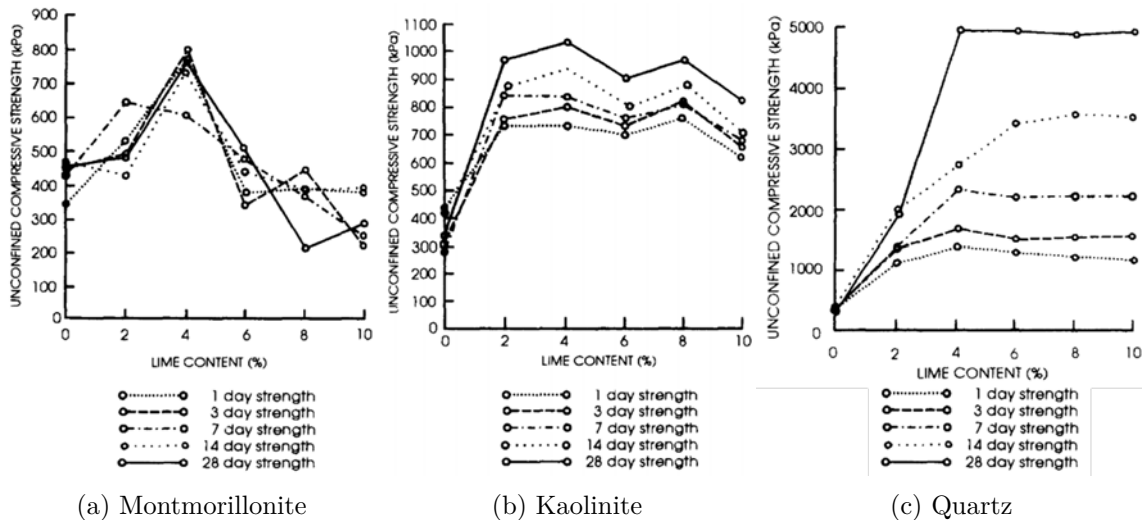 900
800
700
600
500
400
300
200
900
0
UNCONFINED COMPRESSIVE STRENGTH (kPa)
0 2 4 6 8 10
LIME CONTENT (%)
1 day strength
3 day strength
7 day strength
14 day strength
28 day strength
(a) Montmorillonite
1100
1000
900
800
700
600
500
400
300
200
100
0
UNCONFINED COMPRESSIVE STRENGTH (kPa)
0 2 4 6 8 10
LIME CONTENT (%)
1 day strength
3 day strength
7 day strength
14 day strength
28 day strength
(b) Kaolinite
5000
4000
3000
2000
1000
0
UNCONFINED COMPRESSIVE STRENGTH (kPa)
0 2 4 6 8 10
LIME CONTENT (%)
1 day strength
3 day strength
7 day strength
14 day strength
28 day strength
(c) Quartz